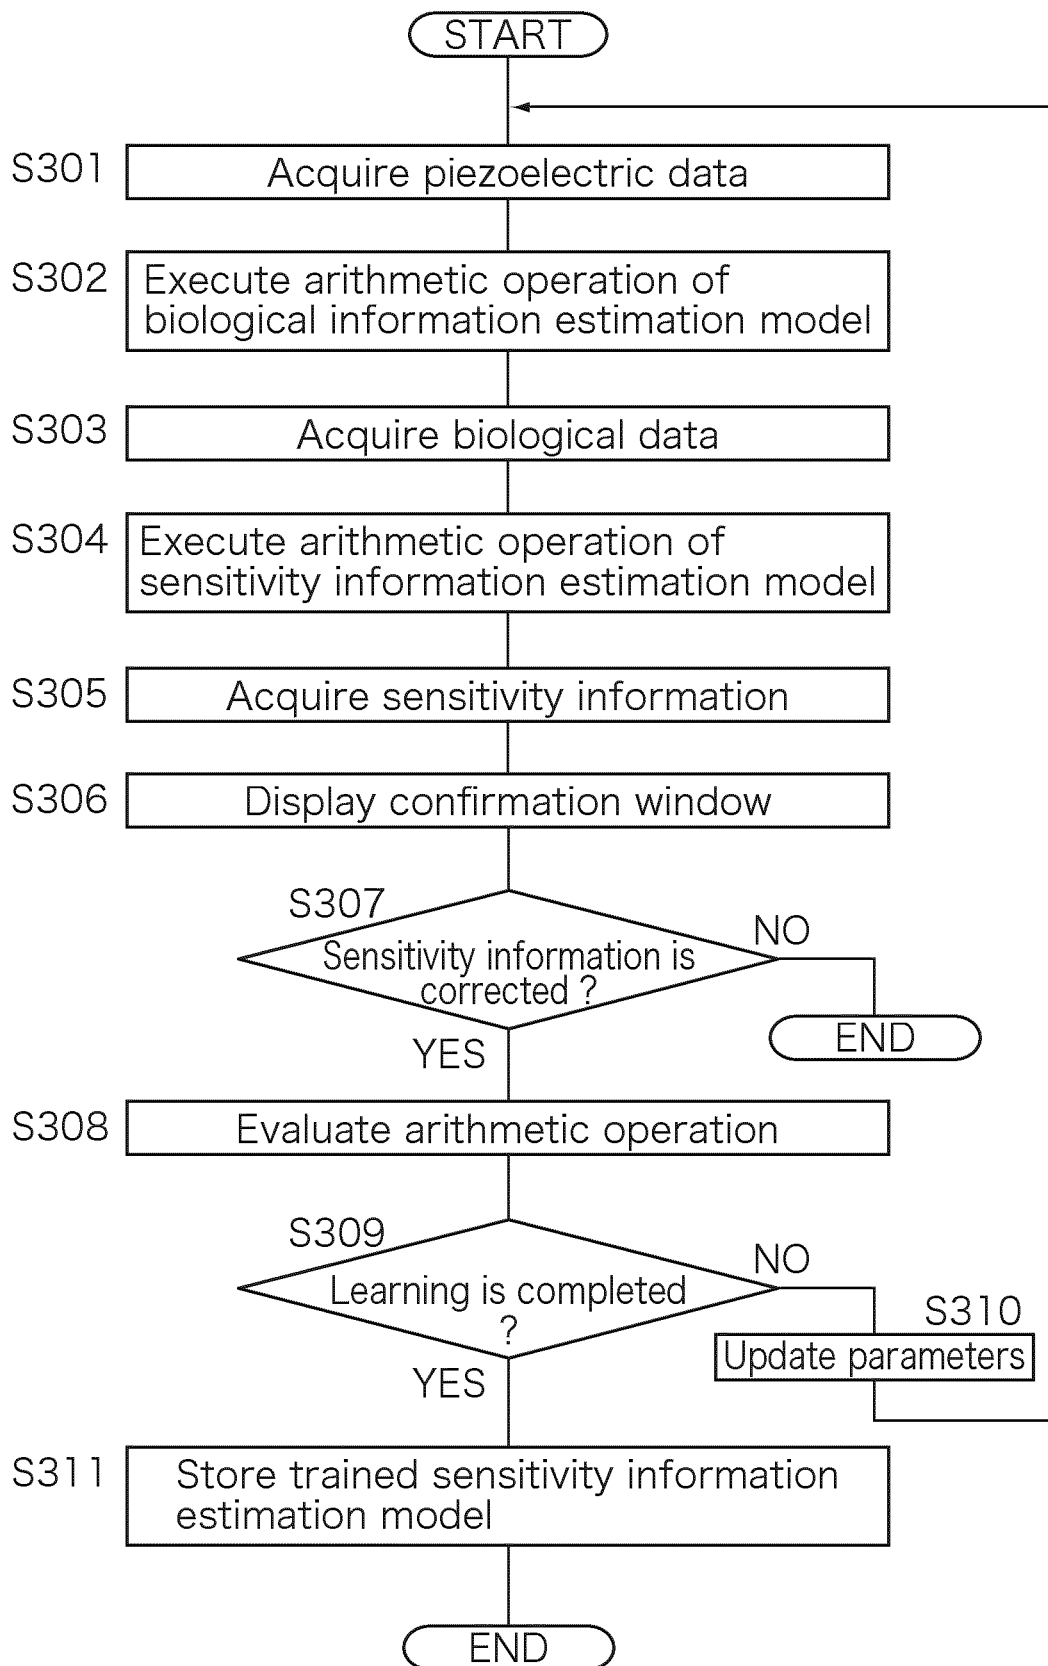 START
S301
Acquire piezoelectric data
S302
Execute arithmetic operation of
biological information estimation model
S303
Acquire biological data
S304
Execute arithmetic operation of
sensitivity information estimation model
S305
Acquire sensitivity information
S306
Display confirmation window
S307
Sensitivity information is
corrected ?
NO
END
YES
S308
Evaluate arithmetic operation
S309
Learning is completed
?
NO
S310
Update parameters
YES
S311
Store trained sensitivity information
estimation model
END